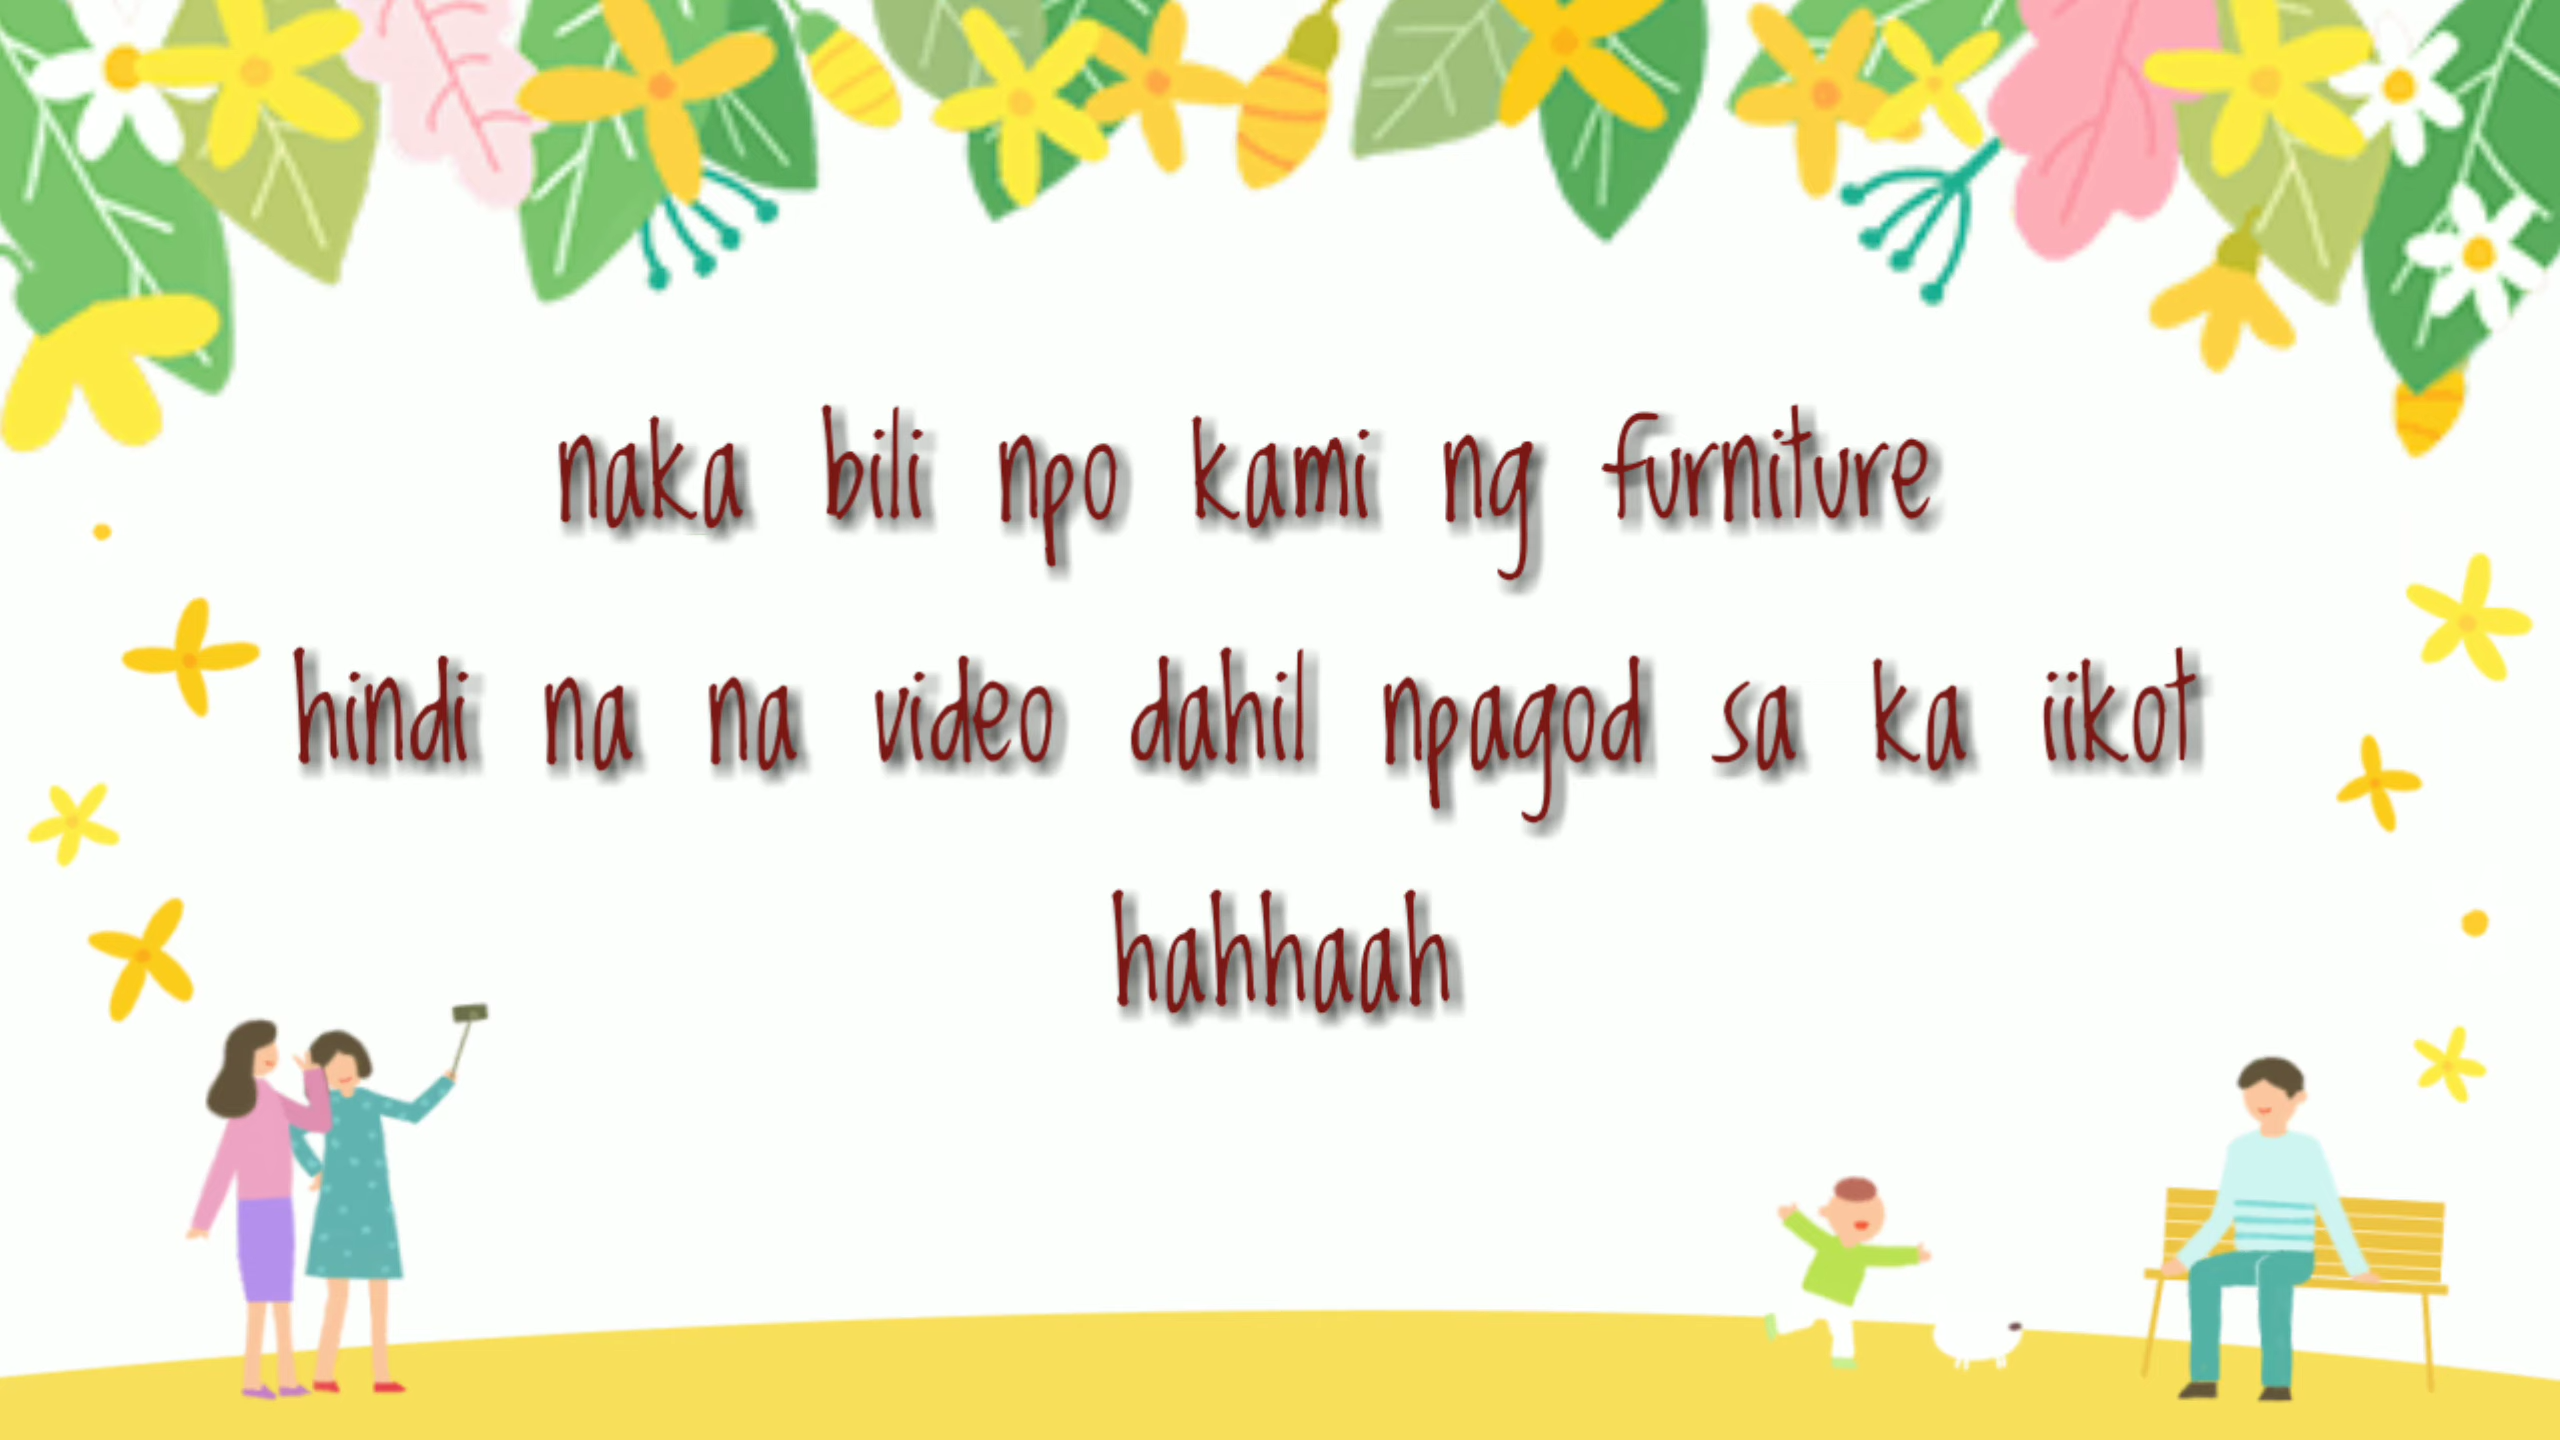 naka bili npo kami ng furniture
hindi na na video dahil npagod sa ka iikot
hahhaah